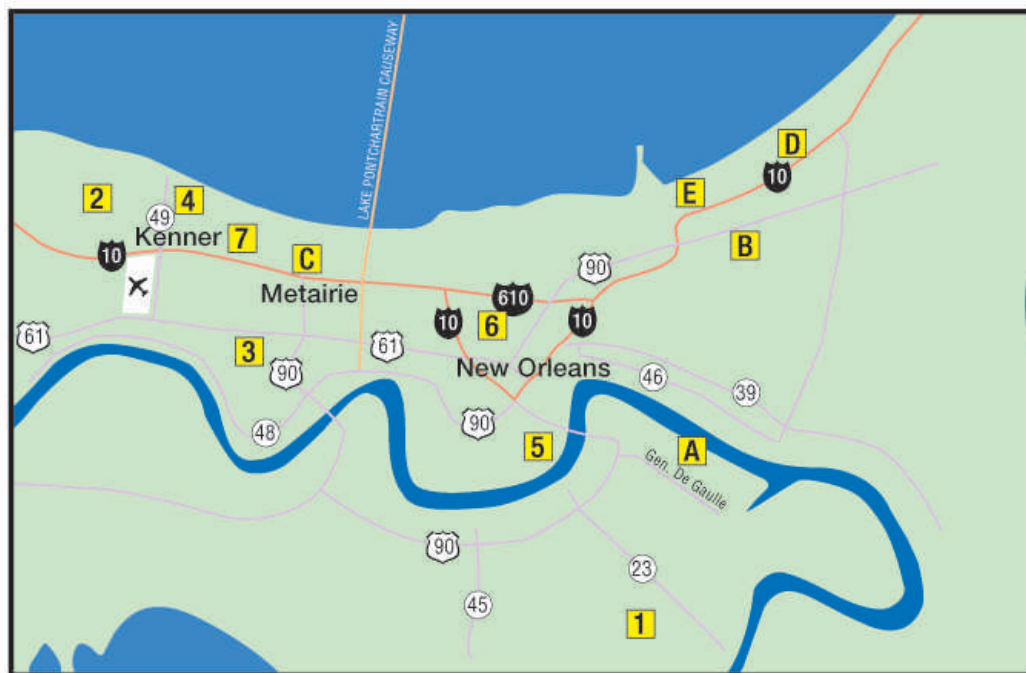 LAKE PONTCHARTRAIN CAUSEWAY
D
10
E
2
4
49
Kenner
7
B
10
C
90
Metairie
610
10
6
10
61
3
61
New Orleans
90
46
39
90
48
5
A
Gen. De Gaulle
90
23
45
1